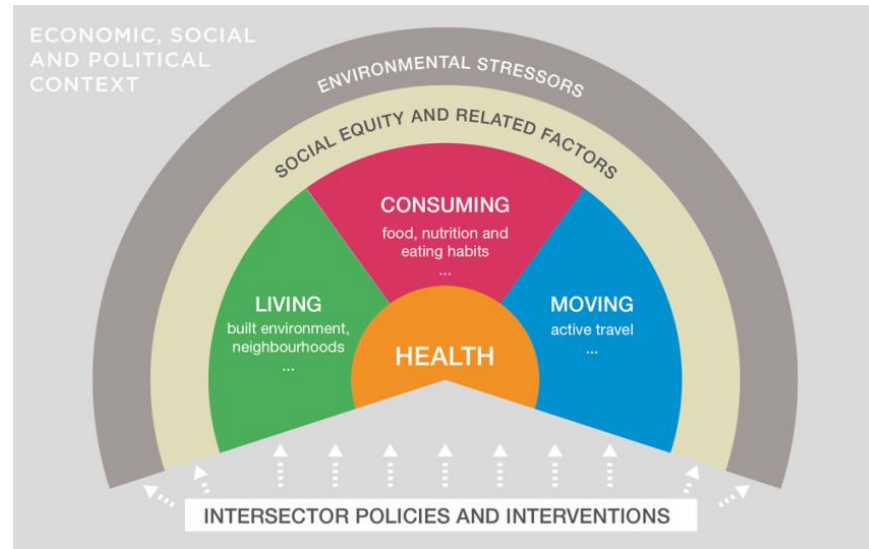 ECONOMIC, SOCIAL
AND POLITICAL
CONTEXT
ENVIRONMENTAL STRESSORS
SOCIAL EQUITY AND RELATED FACTORS
CONSUMING
food, nutrition and
eating habits
...
LIVING
built environment,
neighbourhoods
...
MOVING
active travel
...
HEALTH
INTERSECTOR POLICIES AND INTERVENTIONS